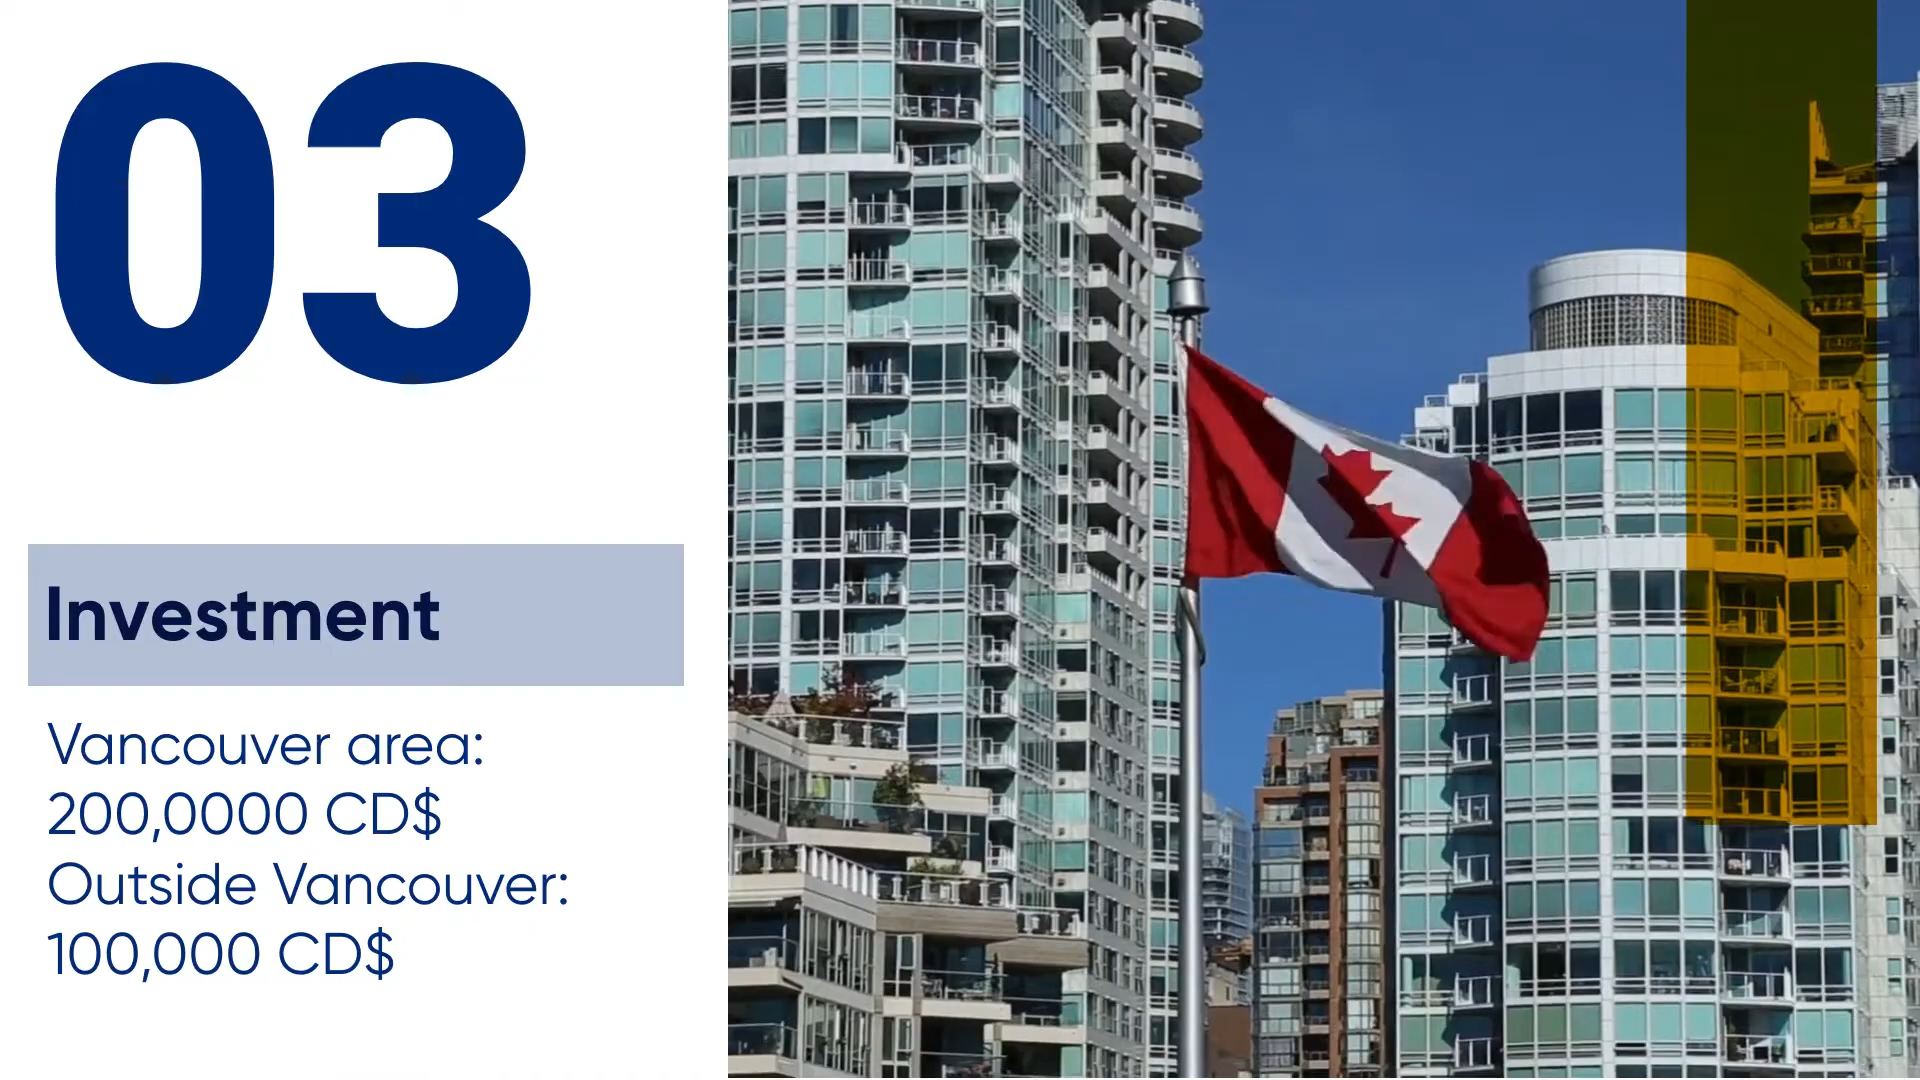 03
Investment
Vancouver area:
200,0000 CD$
Outside Vancouver:
100,000 CD$